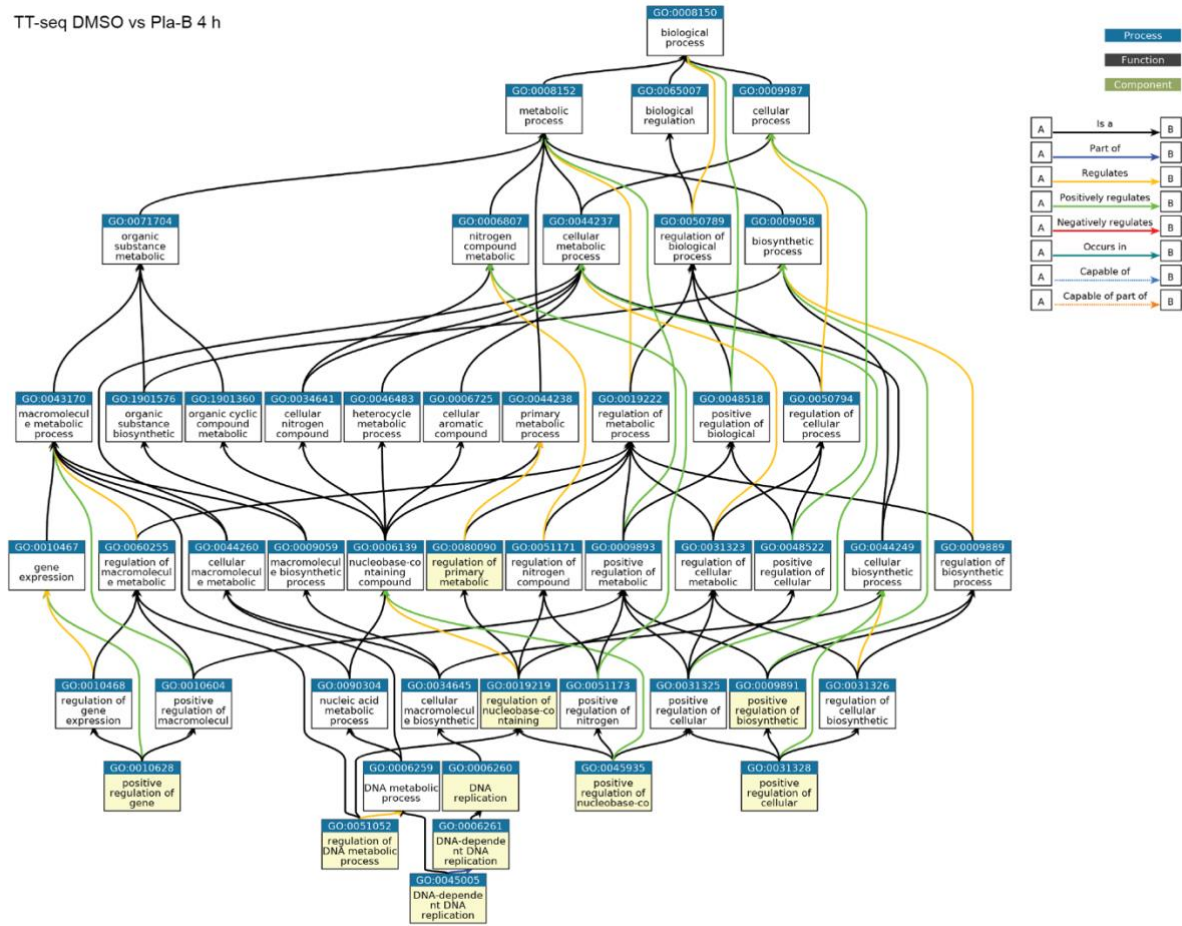 TT-seq DMSO vs Pla-B 4 h
GO:0008150
biological
process
Process
Function
Component
GO:0008152
metabolic
process
GO:0065007
biological
regulation
GO:0009987
cellular
process
A Is a B
A Part of B
A Regulates B
A Positively regulates B
A Negatively regulates B
A Occurs in B
A Capable of B
A Capable of part of B
GO:0071704
organic
substance
metabolic
GO:0006807
nitrogen
compound
metabolic
GO:0044237
cellular
metabolic
process
GO:0050789
regulation of
biological
process
GO:0009058
biosynthetic
process
GO:0043170
macromolecul
e metabolic
process
GO:1901576
organic
substance
biosynthetic
GO:1901360
organic cyclic
compound
metabolic
GO:0034641
cellular
nitrogen
compound
GO:0046483
heterocycle
metabolic
process
GO:0006725
cellular
aromatic
compound
GO:0044238
primary
metabolic
process
GO:0019222
regulation of
metabolic
process
GO:0048518
positive
regulation of
biological
GO:0050794
regulation of
cellular
process
GO:0010467
gene
expression
GO:0060255
regulation of
macromolecul
e metabolic
GO:0044260
cellular
macromolecul
e metabolic
GO:0009059
macromolecul
e biosynthetic
process
GO:0006139
nucleobase-co
ntaining
compound
GO:0080090
regulation of
primary
metabolic
GO:0051171
regulation of
nitrogen
compound
GO:0009893
positive
regulation of
metabolic
GO:0031323
regulation of
cellular
metabolic
GO:0048522
positive
regulation of
cellular
GO:0044249
cellular
biosynthetic
process
GO:0009889
regulation of
biosynthetic
process
GO:0010468
regulation of
gene
expression
GO:0010604
positive
regulation of
macromolecul
GO:0090304
nucleic acid
metabolic
process
GO:0034645
cellular
macromolecul
e biosynthetic
GO:0019219
regulation of
nucleobase-co
ntaining
GO:0051173
positive
regulation of
nitrogen
GO:0031325
positive
regulation of
cellular
GO:0009891
positive
regulation of
biosynthetic
GO:0031326
regulation of
cellular
biosynthetic
GO:0010628
positive
regulation of
gene
GO:0006259
DNA metabolic
process
GO:0006260
DNA
replication
GO:0045935
positive
regulation of
nucleobase-co
GO:0031328
positive
regulation of
cellular
GO:0051052
regulation of
DNA metabolic
process
GO:0006261
DNA-depende
nt DNA
replication
GO:0045005
DNA-depende
nt DNA
replication